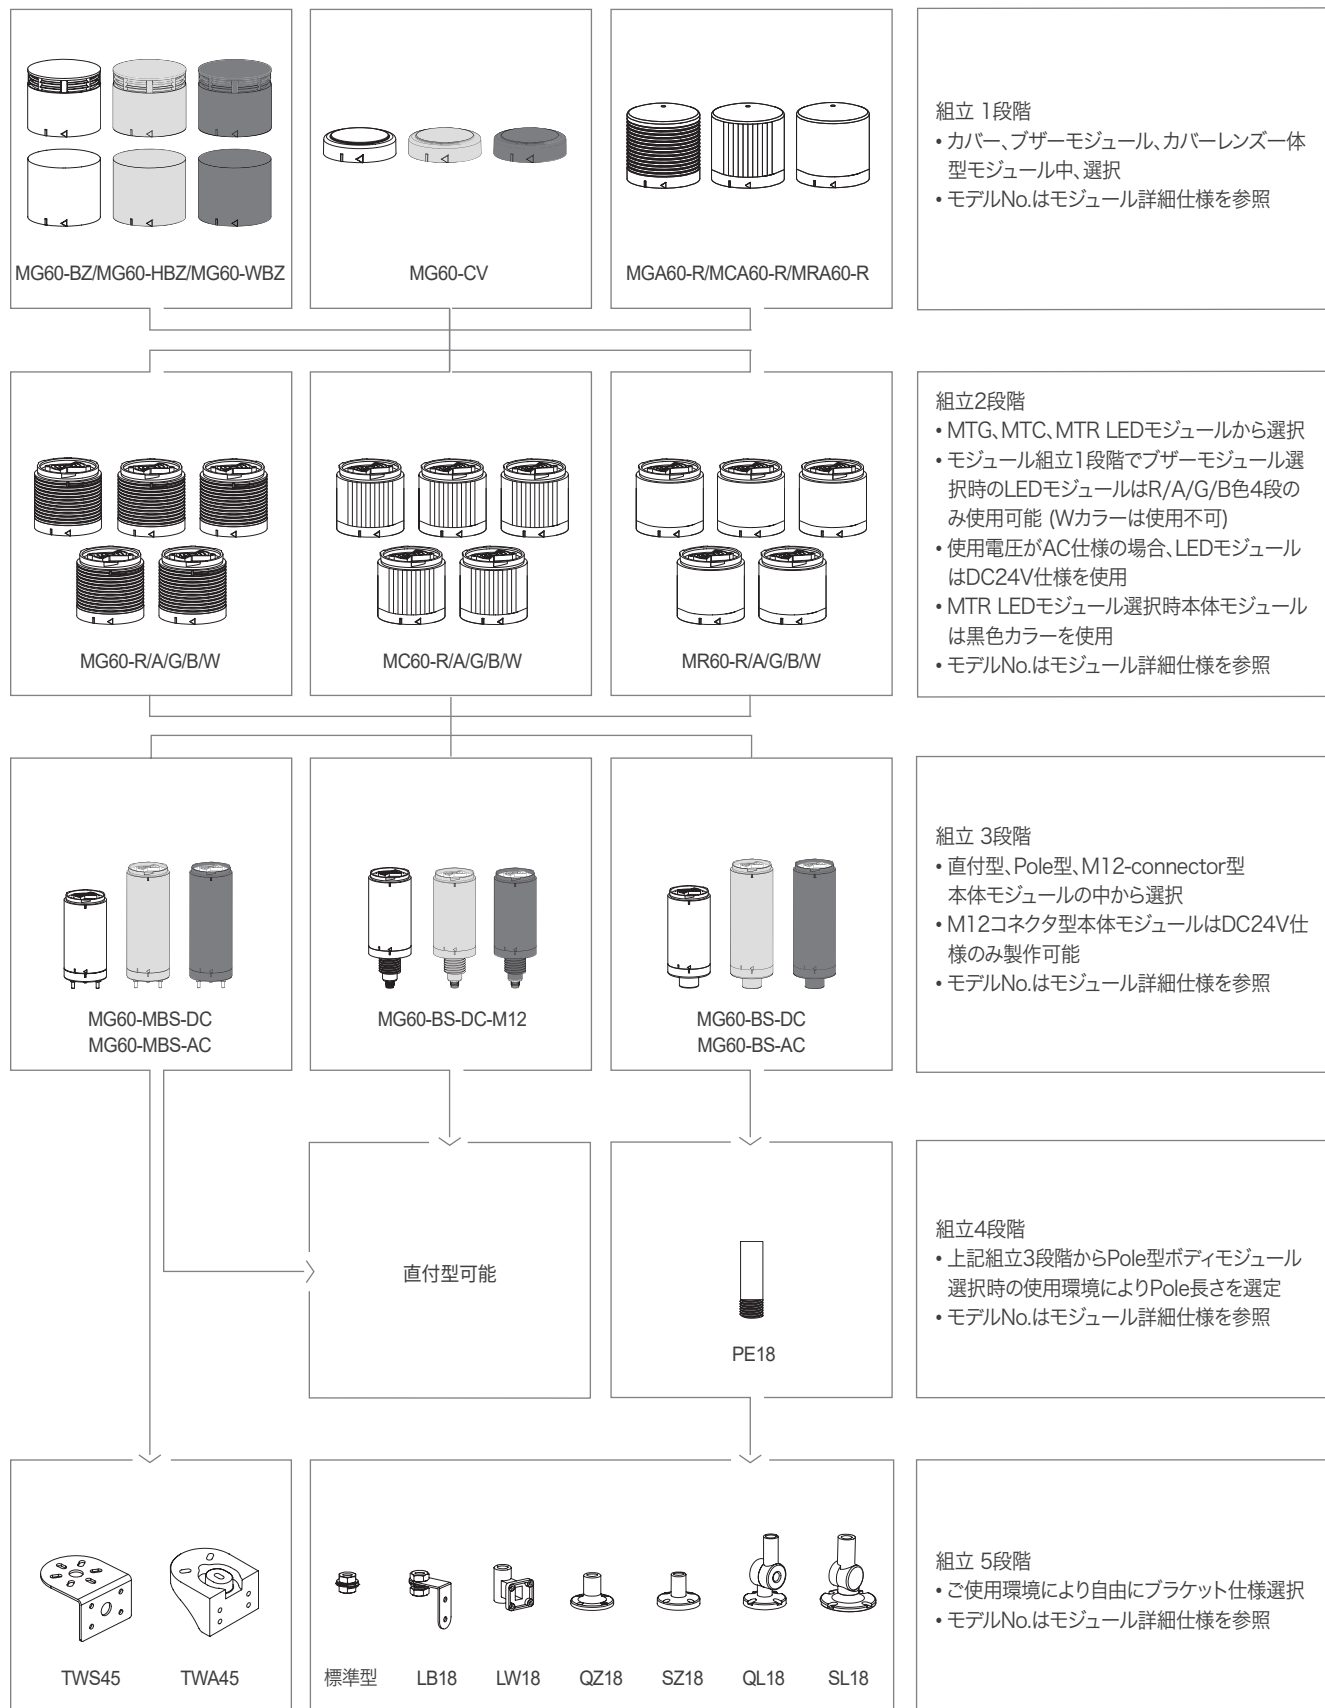 MG60-BZ/MG60-HBZ/MG60-WBZ
MG60-CV
MGA60-R/MCA60-R/MRA60-R
組立 1段階
• カバー、ブザーモジュール、カバーレンズ一体
型モジュール中、選択
• モデルNo.はモジュール詳細仕様を参照
MG60-R/A/G/B/W
MC60-R/A/G/B/W
MR60-R/A/G/B/W
組立2段階
• MTG、MTC、MTR LEDモジュールから選択
• モジュール組立1段階でブザーモジュール選
択時のLEDモジュールはR/A/G/B色4段の
み使用可能 (Wカラーは使用不可)
• 使用電圧がAC仕様の場合、LEDモジュール
はDC24V仕様を使用
• MTR LEDモジュール選択時本体モジュール
は黒色カラーを使用
• モデルNo.はモジュール詳細仕様を参照
MG60-MBS-DC
MG60-MBS-AC
MG60-BS-DC-M12
MG60-BS-DC
MG60-BS-AC
組立 3段階
• 直付型、Pole型、M12-connector型
本体モジュールの中から選択
• M12コネクタ型本体モジュールはDC24V仕
様のみ製作可能
• モデルNo.はモジュール詳細仕様を参照
直付型可能
PE18
組立4段階
• 上記組立3段階からPole型ボディモジュール
選択時の使用環境によりPole長さを選定
• モデルNo.はモジュール詳細仕様を参照
TWS45
TWA45
標準型
LB18
LW18
QZ18
SZ18
QL18
SL18
組立 5段階
• ご使用環境により自由にブラケット仕様選択
• モデルNo.はモジュール詳細仕様を参照